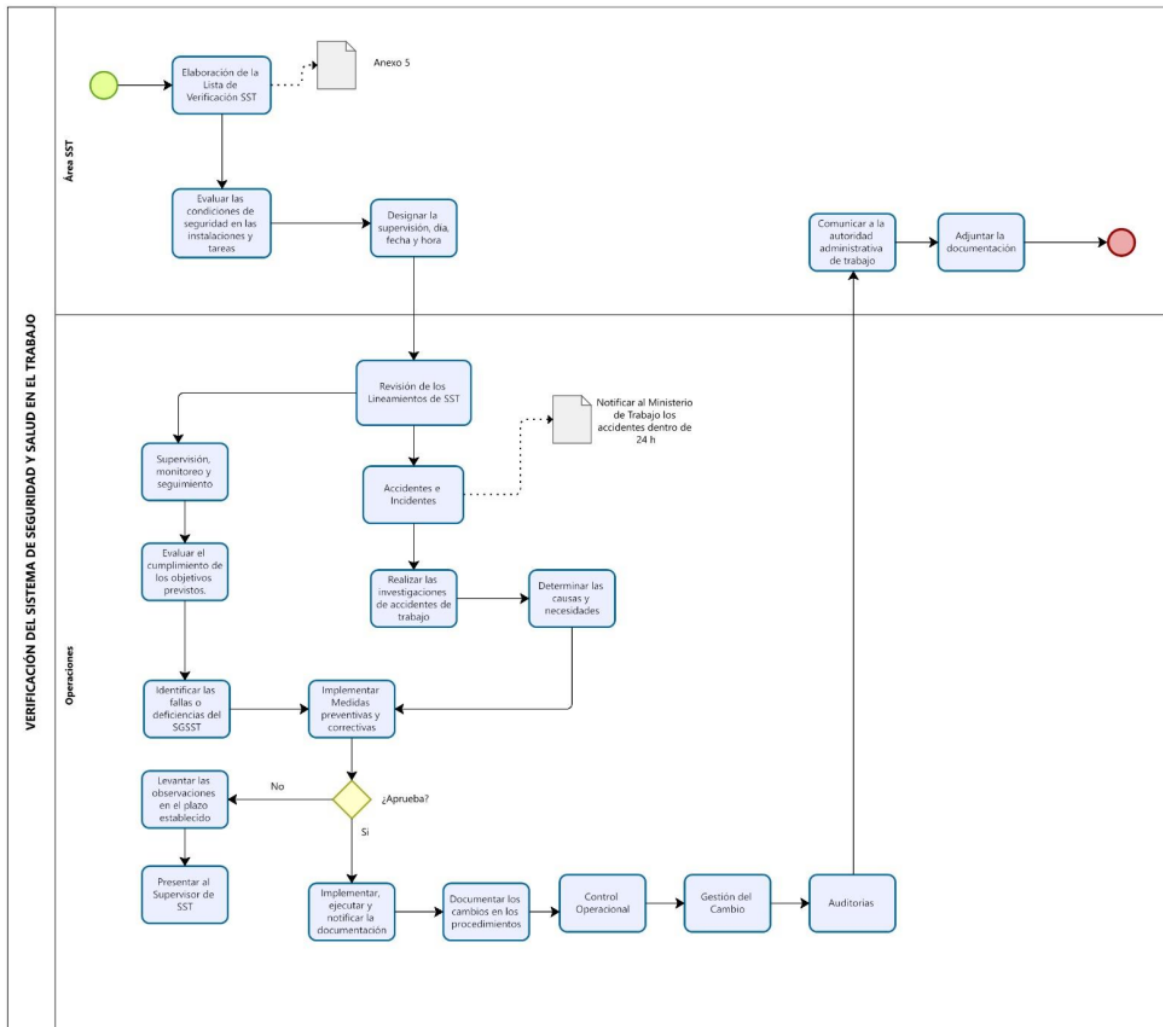 VERIFICACIÓN DEL SISTEMA DE SEGURIDAD Y SALUD EN EL TRABAJO
Área SST
Elaboración de la
Lista de
Verificación SST
Anexo 5
Evaluar las
condiciones de
seguridad en las
instalaciones y
tareas
Designar la
supervisión, día,
fecha y hora
Comunicar a la
autoridad
administrativa
de trabajo
Adjuntar la
documentación
Operaciones
Revisión de los
Lineamientos de SST
Notificar al Ministerio
de Trabajo los
accidentes dentro de
24 h
Supervisión,
monitoreo y
seguimiento
Accidentes e
Incidentes
Evaluar el
cumplimiento de
los objetivos
previstos.
Realizar las
investigaciones
de accidentes de
trabajo
Determinar las
causas y
necesidades
Identificar las
fallas o
deficiencias del
SGSST
Implementar
Medidas
preventivas y
correctivas
Levantar las
observaciones
en el plazo
establecido
No
¿Aprueba?
Si
Presentar al
Supervisor de
SST
Implementar,
ejecutar y
notificar la
documentación
Documentar los
cambios en los
procedimientos
Control
Operacional
Gestión del
Cambio
Auditorias